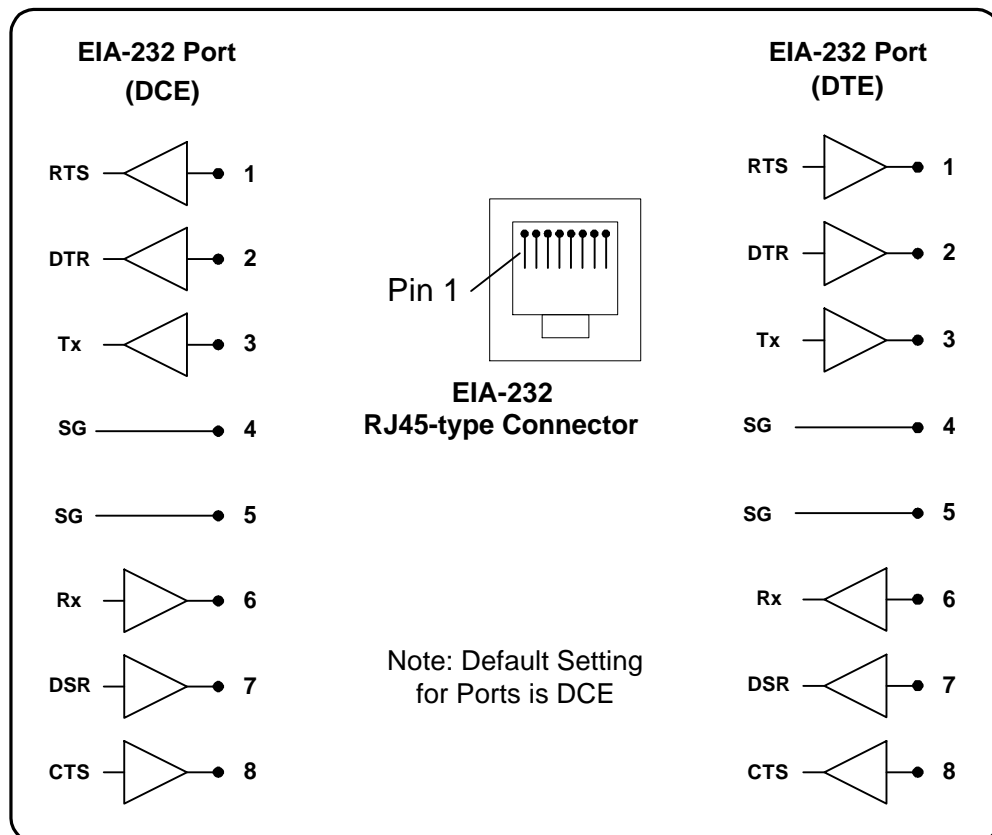 EIA-232 Port
(DCE)
RTS 1
DTR 2
Tx 3
SG 4
SG 5
Rx 6
DSR 7
CTS 8
Pin 1
EIA-232
RJ45-type Connector
Note: Default Setting
for Ports is DCE
EIA-232 Port
(DTE)
RTS 1
DTR 2
Tx 3
SG 4
SG 5
Rx 6
DSR 7
CTS 8